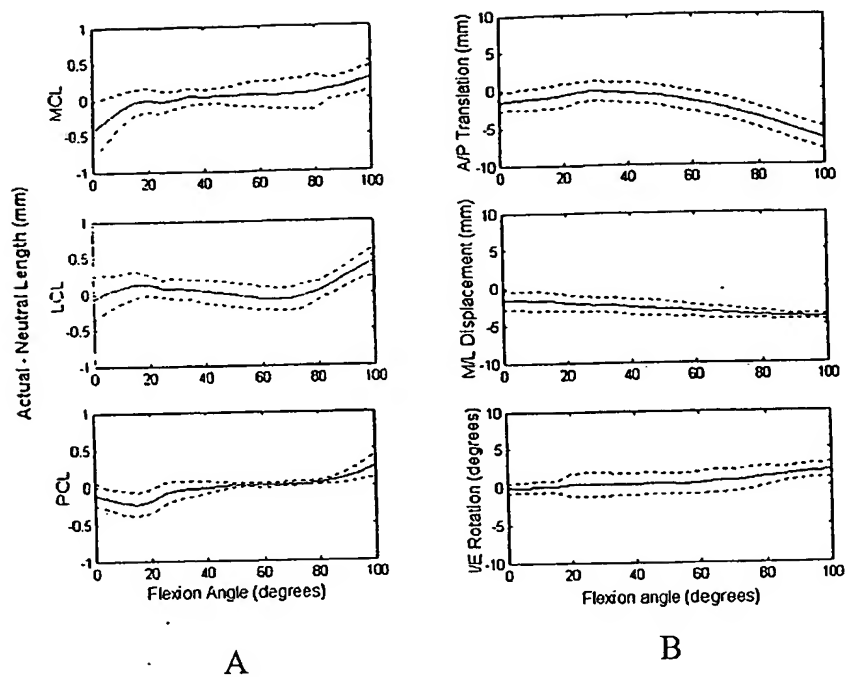 Actual - Neutral Length (mm)
MCL
1
0.5
0
-0.5
-1
0 20 40 60 80 100
LCL
1
0.5
0
-0.5
-1
0 20 40 60 80 100
PCL
1
0.5
0
-0.5
-1
0 20 40 60 80 100
Flexion Angle (degrees)
A
A/P Translation (mm)
10
5
0
-5
-10
0 20 40 60 80 100
M/L Displacement (mm)
10
5
0
-5
-10
0 20 40 60 80 100
I/E Rotation (degrees)
10
5
0
-5
-10
0 20 40 60 80 100
Flexion angle (degrees)
B